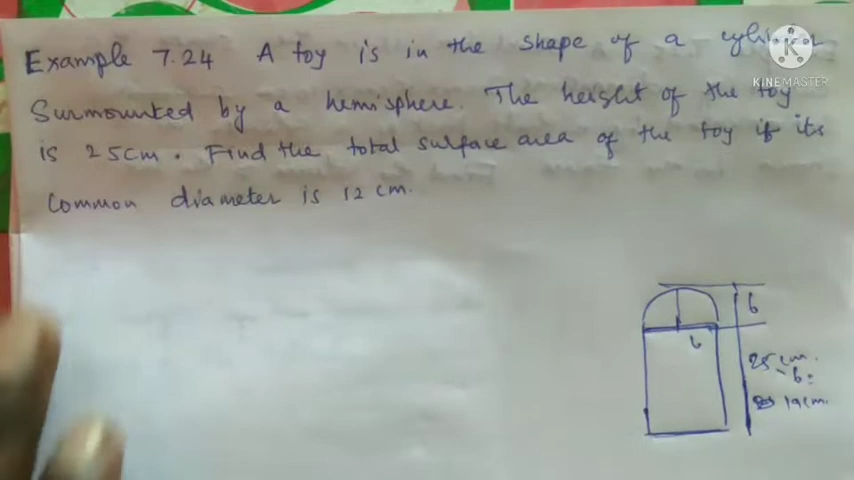 Example 7.24 A toy is in the shape of a cylinder
Surmounted by a hemisphere. The height of the toy
is 25cm. Find the total surface area of the toy if its
Common diameter is 12 cm.
K
KINEMASTER
6
6
25 cm.
- 6 =
19cm.